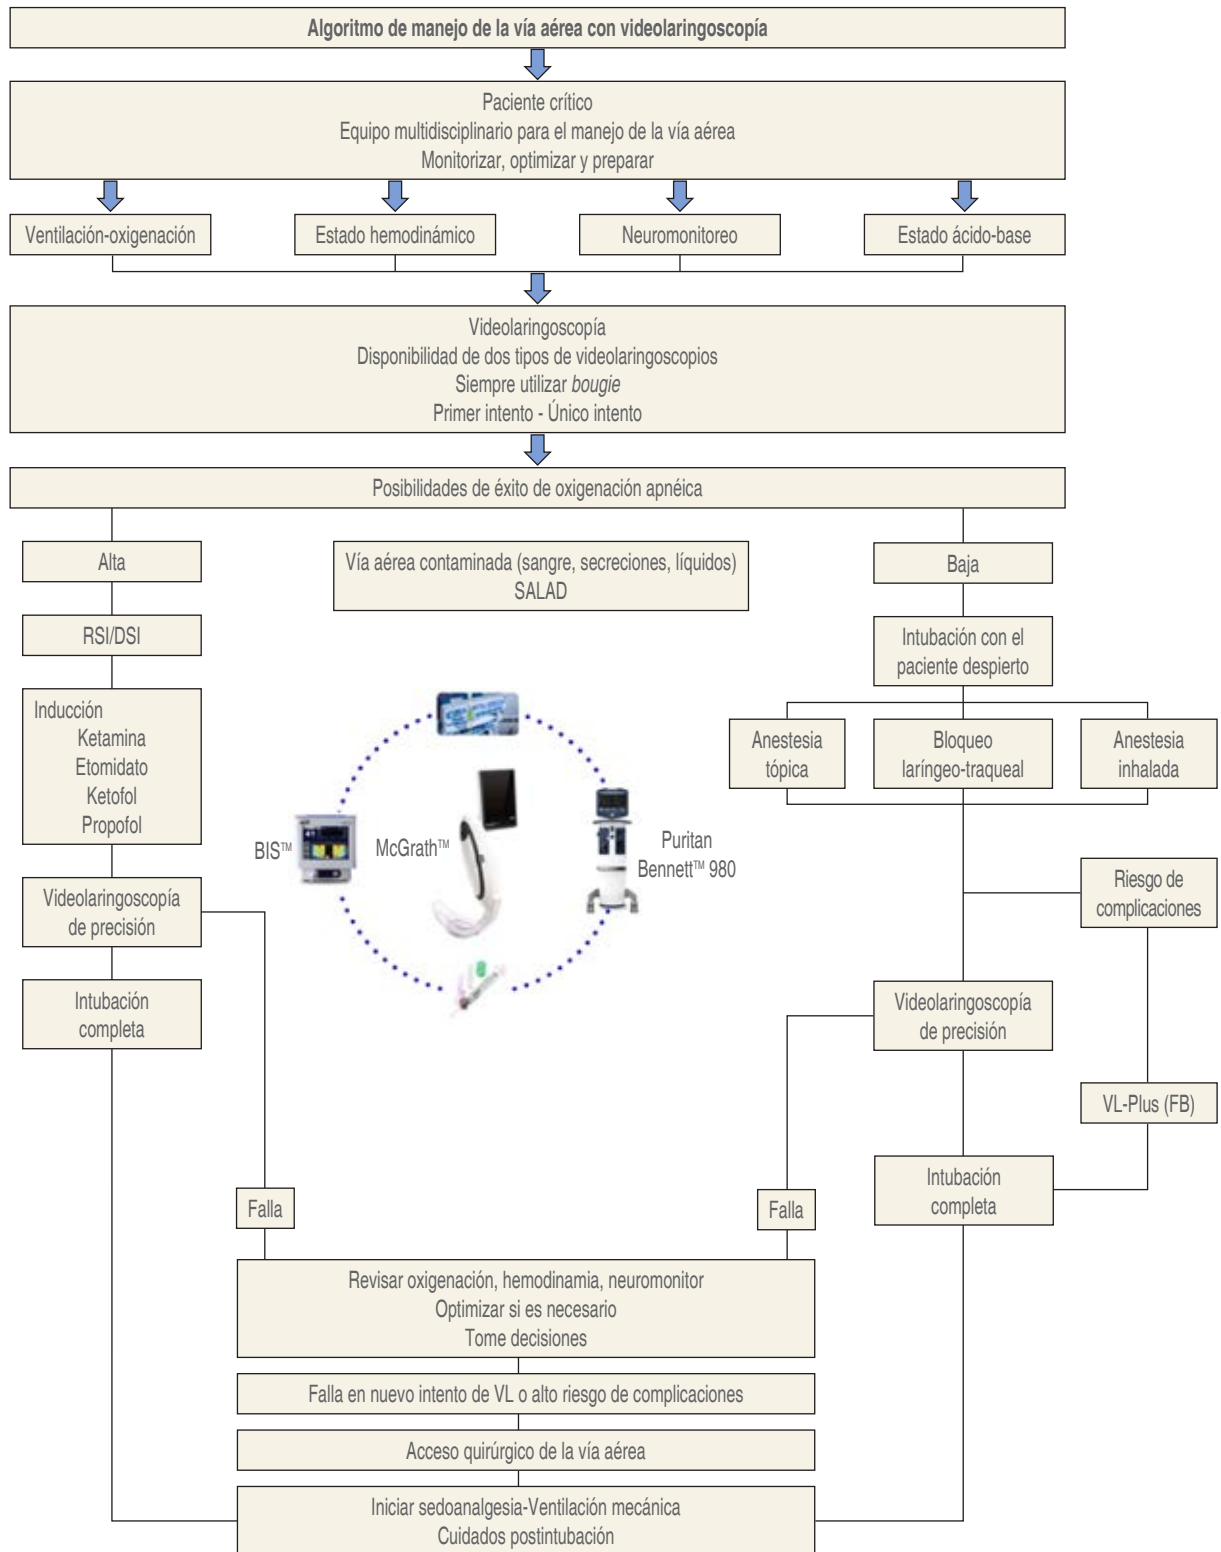 Algoritmo de manejo de la vía aérea con videolaringoscopía
Paciente crítico
Equipo multidisciplinario para el manejo de la vía aérea
Monitorizar, optimizar y preparar
Ventilación-oxigenación
Estado hemodinámico
Neuromonitoreo
Estado ácido-base
Videolaringoscopía
Disponibilidad de dos tipos de videolaringoscopios
Siempre utilizar bougie
Primer intento - Único intento
Posibilidades de éxito de oxigenación apnéica
Alta
Vía aérea contaminada (sangre, secreciones, líquidos)
SALAD
Baja
RSI/DSI
Intubación con el
paciente despierto
Inducción
Ketamina
Etomidato
Ketofol
Propofol
Anestesia
tópica
Bloqueo
laríngeo-traqueal
Anestesia
inhalada
BIS™
McGrath™
Puritan
Bennett™ 980
Videolaringoscopía
de precisión
Riesgo de
complicaciones
Intubación
completa
Videolaringoscopía
de precisión
VL-Plus (FB)
Intubación
completa
Falla
Falla
Revisar oxigenación, hemodinamia, neuromonitor
Optimizar si es necesario
Tome decisiones
Falla en nuevo intento de VL o alto riesgo de complicaciones
Acceso quirúrgico de la vía aérea
Iniciar sedoanalgesia-Ventilación mecánica
Cuidados postintubación